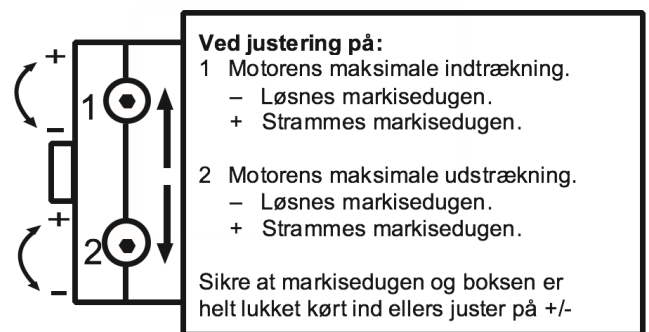 +
1
–
+
2
–
Ved justering på:
1 Motorens maksimale indtrækning.
– Løsnes markisedugen.
+ Strammes markisedugen.
2 Motorens maksimale udstrækning.
– Løsnes markisedugen.
+ Strammes markisedugen.
Sikre at markisedugen og boksen er
helt lukket kørt ind ellers juster på +/-